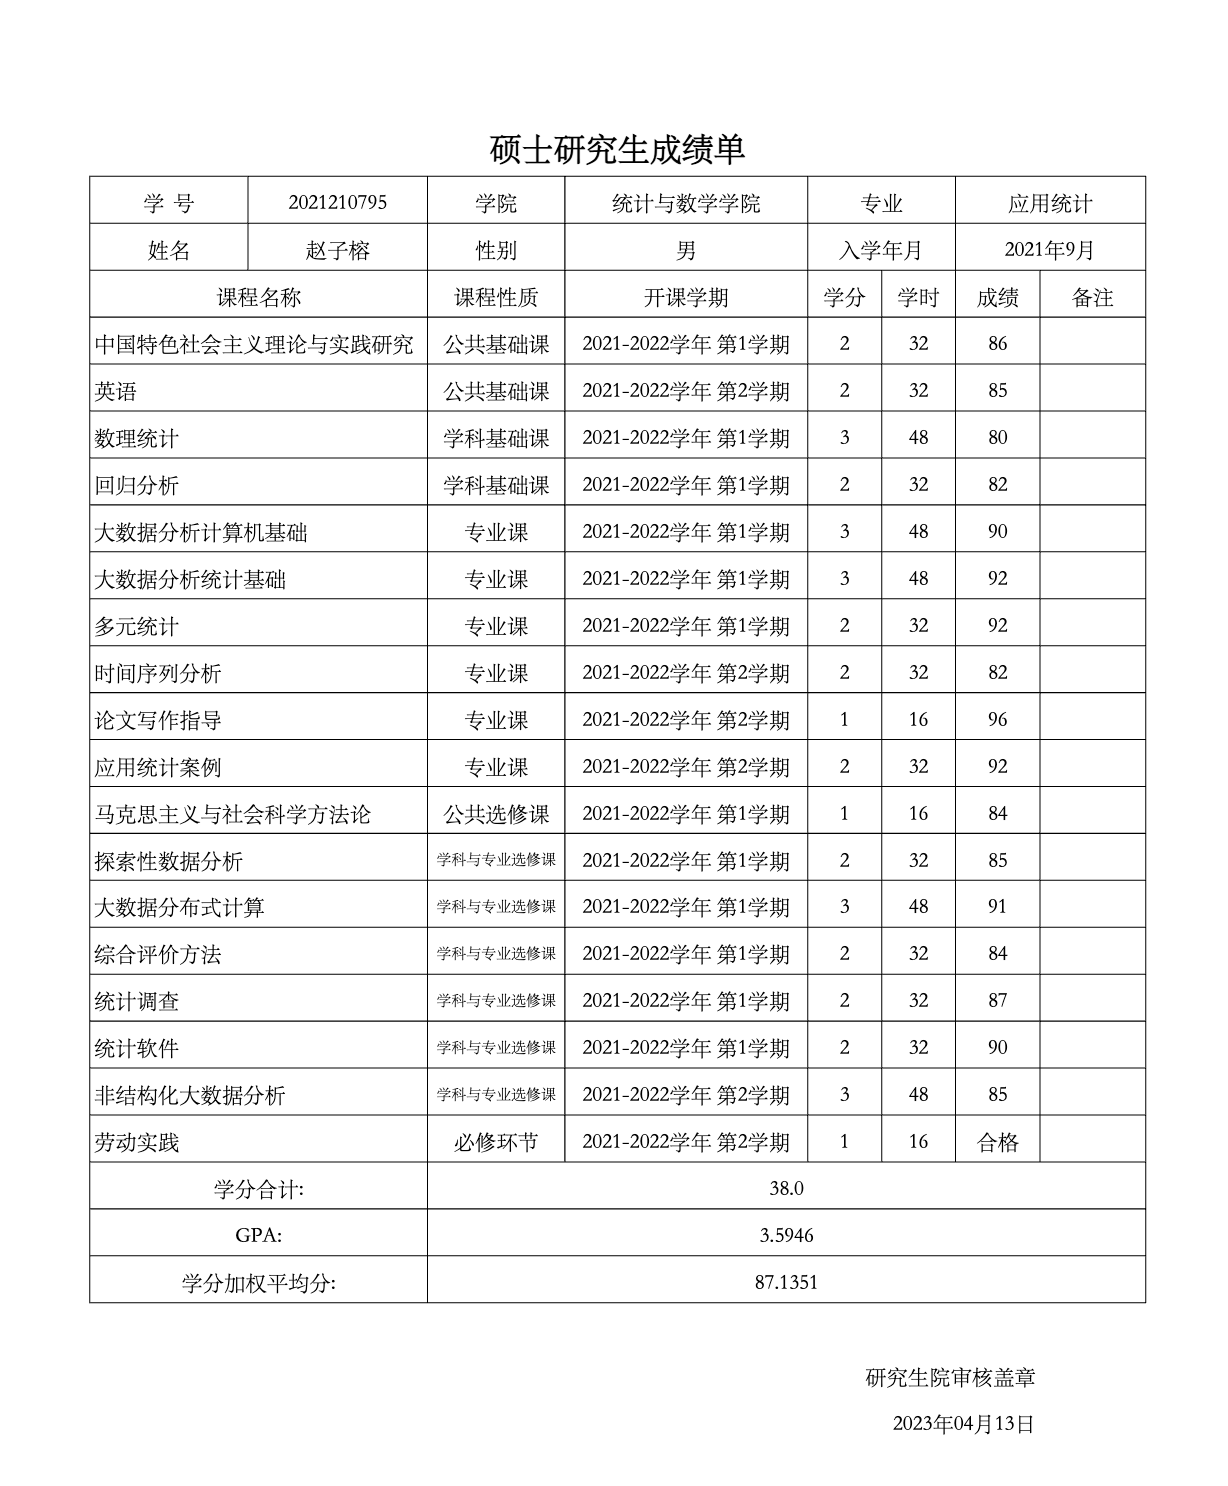 硕士研究生成绩单
学 号 2021210795 学院 统计与数学学院 专业 应用统计
姓名 赵子榕 性别 男 入学年月 2021年9月
课程名称 课程性质 开课学期 学分 学时 成绩 备注
中国特色社会主义理论与实践研究 公共基础课 2021-2022学年 第1学期 2 32 86
英语 公共基础课 2021-2022学年 第2学期 2 32 85
数理统计 学科基础课 2021-2022学年 第1学期 3 48 80
回归分析 学科基础课 2021-2022学年 第1学期 2 32 82
大数据分析计算机基础 专业课 2021-2022学年 第1学期 3 48 90
大数据分析统计基础 专业课 2021-2022学年 第1学期 3 48 92
多元统计 专业课 2021-2022学年 第1学期 2 32 92
时间序列分析 专业课 2021-2022学年 第2学期 2 32 82
论文写作指导 专业课 2021-2022学年 第2学期 1 16 96
应用统计案例 专业课 2021-2022学年 第2学期 2 32 92
马克思主义与社会科学方法论 公共选修课 2021-2022学年 第1学期 1 16 84
探索性数据分析 学科与专业选修课 2021-2022学年 第1学期 2 32 85
大数据分布式计算 学科与专业选修课 2021-2022学年 第1学期 3 48 91
综合评价方法 学科与专业选修课 2021-2022学年 第1学期 2 32 84
统计调查 学科与专业选修课 2021-2022学年 第1学期 2 32 87
统计软件 学科与专业选修课 2021-2022学年 第1学期 2 32 90
非结构化大数据分析 学科与专业选修课 2021-2022学年 第2学期 3 48 85
劳动实践 必修环节 2021-2022学年 第2学期 1 16 合格
学分合计: 38.0
GPA: 3.5946
学分加权平均分: 87.1351
研究生院审核盖章
2023年04月13日